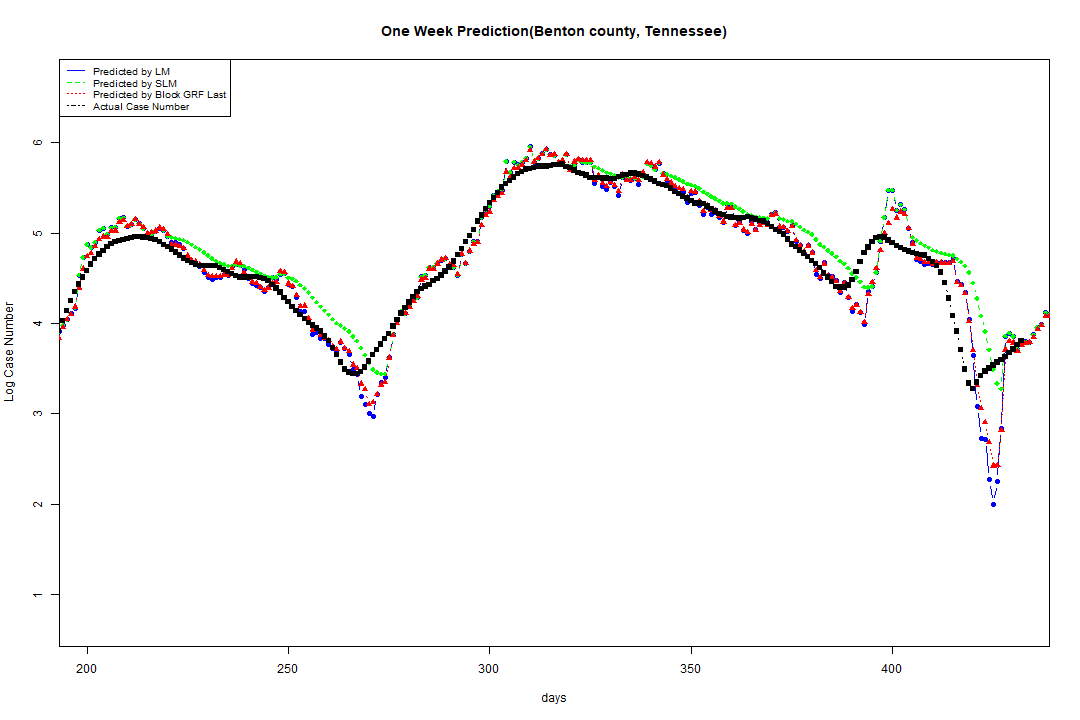 One Week Prediction(Benton county, Tennessee)
Predicted by LM
Predicted by SLM
Predicted by Block GRF Last
Actual Case Number
Log Case Number
6
5
4
3
2
1
200 250 300 350 400
days